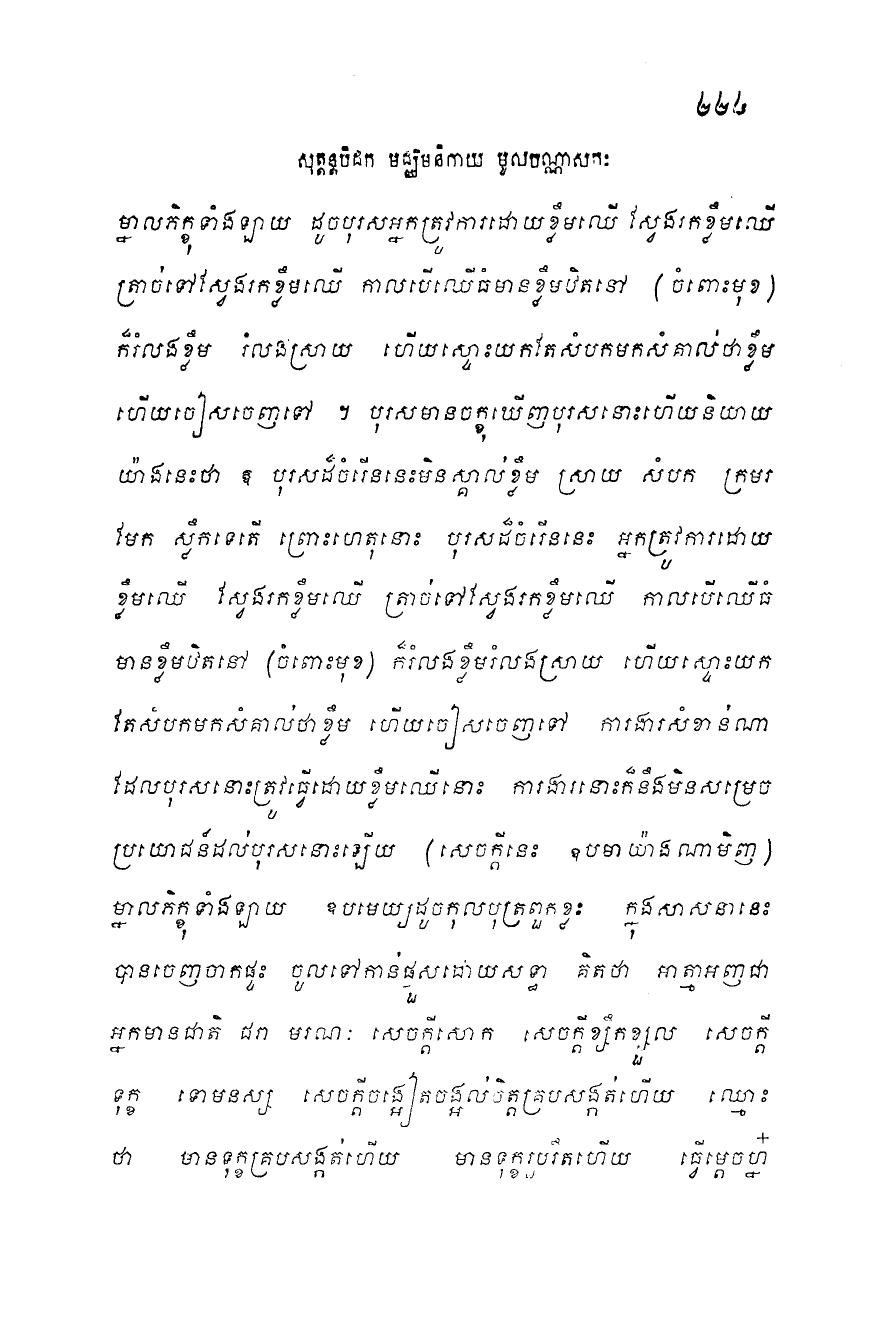 ២២៤
សុត្តន្តបិដក មជ្ឈិមនិកាយ មូលបណ្ណាសកៈ
ម្នាលភិក្ខុទាំងឡាយ ដូចបុរសអ្នកត្រូវការដោយខ្លឹមឈើ ស្វែងរកខ្លឹមឈើ
ត្រាច់ទៅស្វែងរកខ្លឹមឈើ កាលបើឈើធំមានខ្លឹមឋិតនៅ (ចំពោះមុខ)
ក៏រំលងខ្លឹម រំលងស្រាយ ហើយស្ទុះយកតែសំបកមកសំគាល់ថាខ្លឹម
ហើយចៀសចេញទៅ ។ បុរសមានចក្ខុឃើញបុរសនោះហើយនិយាយ
យ៉ាងនេះថា ឱ បុរសដ៏ចំរើននេះមិនស្គាល់ខ្លឹម ស្រាយ សំបក ក្រមរ
មែក ស្លឹកទេតើ ព្រោះហេតុនោះ បុរសដ៏ចំរើននេះ អ្នកត្រូវការដោយ
ខ្លឹមឈើ ស្វែងរកខ្លឹមឈើ ត្រាច់ទៅស្វែងរកខ្លឹមឈើ កាលបើឈើធំ
មានខ្លឹមឋិតនៅ (ចំពោះមុខ) ក៏រំលងខ្លឹមរំលងស្រាយ ហើយស្ទុះយក
តែសំបកមកសំគាល់ថាខ្លឹម ហើយចៀសចេញទៅ ការងារសំខាន់ណា
ដែលបុរសនោះត្រូវធ្វើដោយខ្លឹមឈើនោះ ការងារនោះក៏នឹងមិនសម្រេច
ប្រយោជន៍ដល់បុរសនោះឡើយ (សេចក្តីនេះ ឧបមាយ៉ាងណាមិញ)
ម្នាលភិក្ខុទាំងឡាយ ឧបមេយ្យដូចកុលបុត្រពួកខ្លះ ក្នុងសាសនានេះ
បានចេញចាកផ្ទះ ចូលទៅកាន់ផ្នួសដោយសទ្ធា គិតថា អាត្មាអញជា
អ្នកមានជាតិ ជរា មរណៈ សេចក្តីសោក សេចក្តីខ្សឹកខ្សួល សេចក្តី
ទុក្ខ ទោមនស្ស សេចក្តីចង្អៀតចង្អល់ចិត្តគ្របសង្កត់ហើយ ឈ្មោះ
ថា មានទុក្ខគ្របសង្កត់ហើយ មានទុក្ខរួបរឹតហើយ ធ្វើម្តេចហ្ន៎